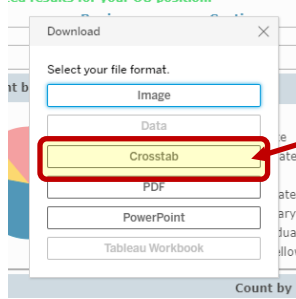 Download
Select your file format.
Image
Data
Crosstab
PDF
PowerPoint
Tableau Workbook
Count by